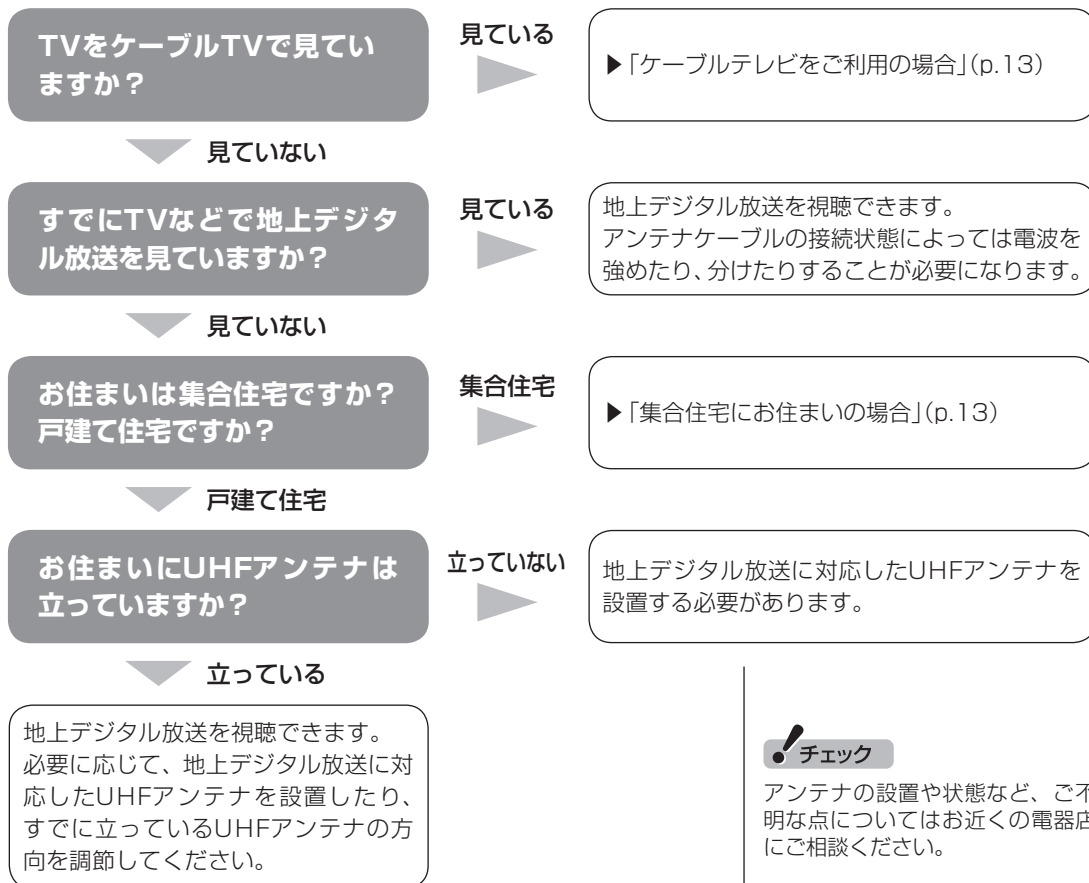 TVをケーブルTVで見てい
ますか？
見ている
▶「ケーブルテレビをご利用の場合」(p.13)
見ていない
すでにTVなどで地上デジタ
ル放送を見ていますか？
見ている
地上デジタル放送を視聴できます。
アンテナケーブルの接続状態によっては電波を
強めたり、分けたりすることが必要になります。
見ていない
お住まいは集合住宅ですか？
戸建て住宅ですか？
集合住宅
▶「集合住宅にお住まいの場合」(p.13)
戸建て住宅
お住まいにUHFアンテナは
立っていますか？
立っていない
地上デジタル放送に対応したUHFアンテナを
設置する必要があります。
立っている
地上デジタル放送を視聴できます。
必要に応じて、地上デジタル放送に対
応したUHFアンテナを設置したり、
すでに立っているUHFアンテナの方
向を調節してください。
チェック
アンテナの設置や状態など、ご不
明な点についてはお近くの電器店
にご相談ください。